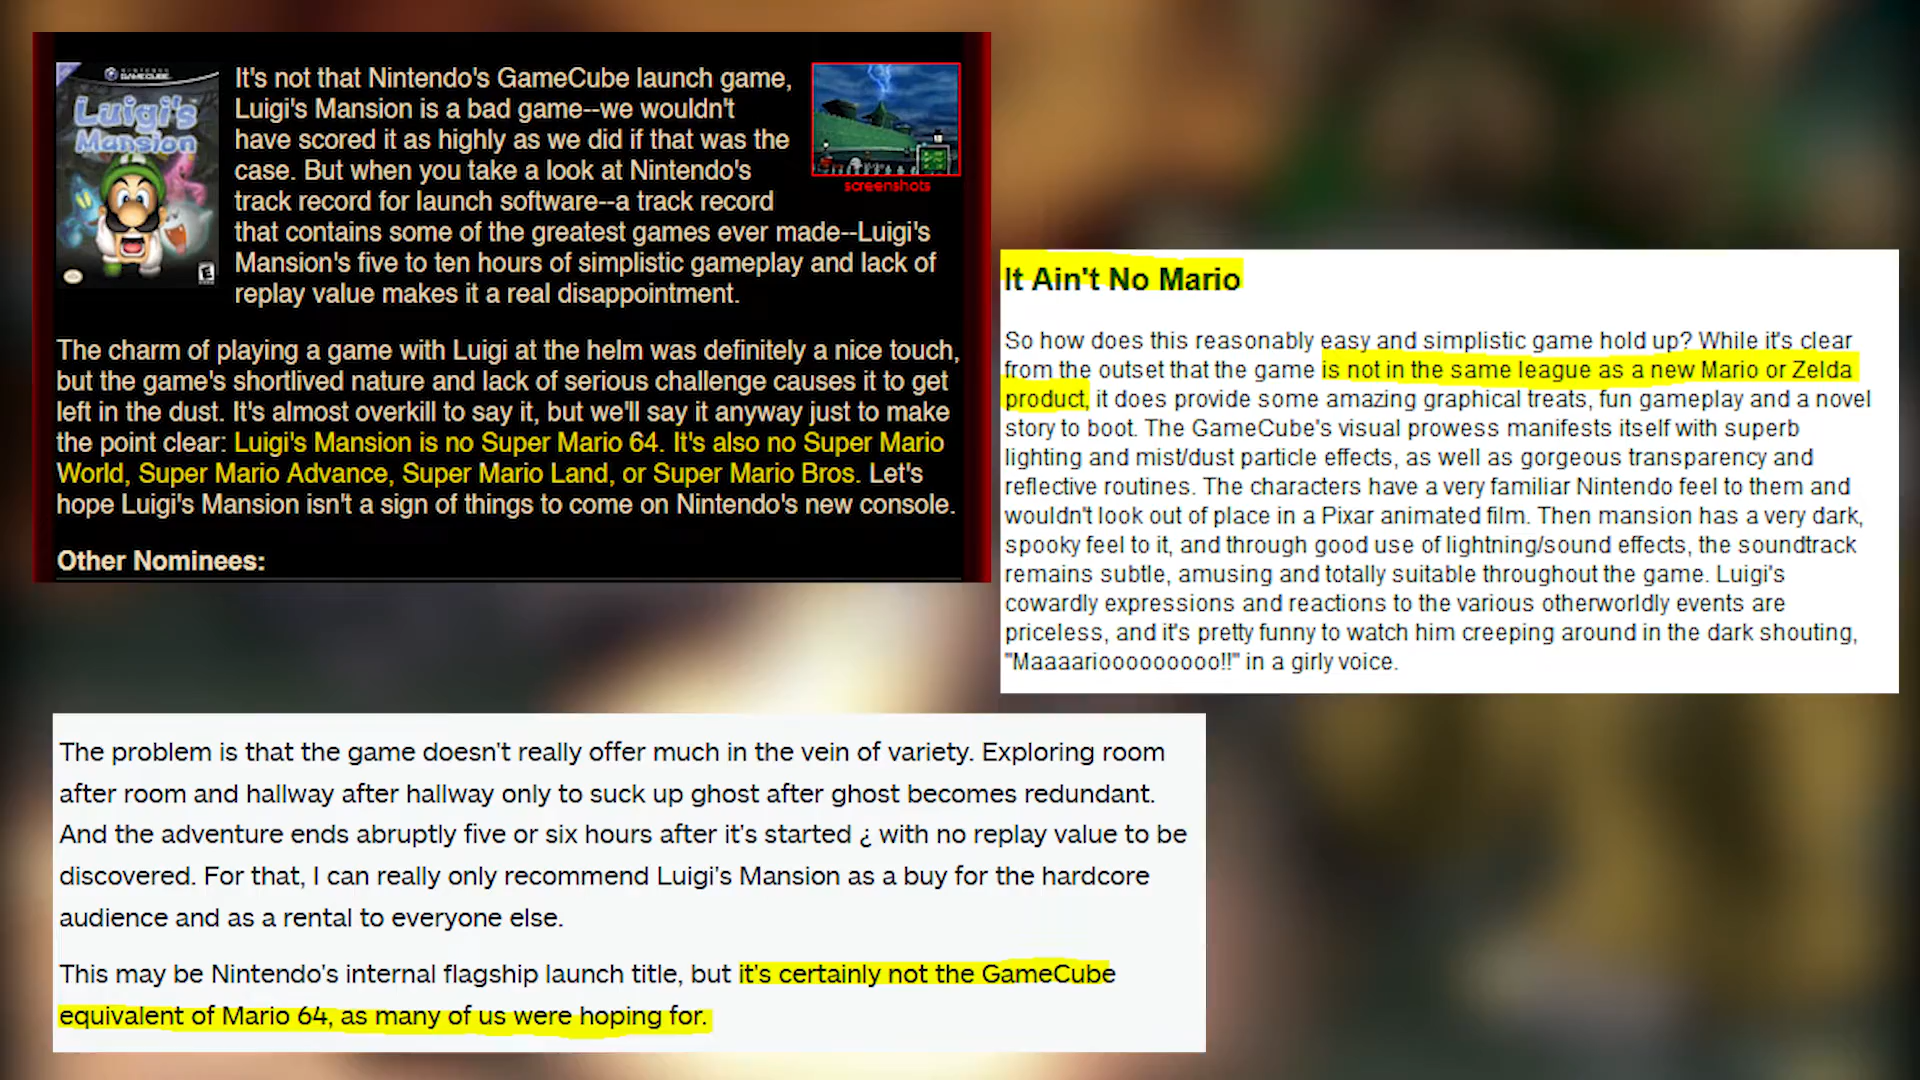 NINTENDO
GAMECUBE
Luigi's
Mansion
E
It's not that Nintendo's GameCube launch game,
Luigi's Mansion is a bad game--we wouldn't
have scored it as highly as we did if that was the
case. But when you take a look at Nintendo's
track record for launch software--a track record
that contains some of the greatest games ever made--Luigi's
Mansion's five to ten hours of simplistic gameplay and lack of
replay value makes it a real disappointment.
screenshots
The charm of playing a game with Luigi at the helm was definitely a nice touch,
but the game's shortlived nature and lack of serious challenge causes it to get
left in the dust. It's almost overkill to say it, but we'll say it anyway just to make
the point clear: Luigi's Mansion is no Super Mario 64. It's also no Super Mario
World, Super Mario Advance, Super Mario Land, or Super Mario Bros. Let's
hope Luigi's Mansion isn't a sign of things to come on Nintendo's new console.
Other Nominees:
It Ain't No Mario
So how does this reasonably easy and simplistic game hold up? While it's clear
from the outset that the game is not in the same league as a new Mario or Zelda
product, it does provide some amazing graphical treats, fun gameplay and a novel
story to boot. The GameCube's visual prowess manifests itself with superb
lighting and mist/dust particle effects, as well as gorgeous transparency and
reflective routines. The characters have a very familiar Nintendo feel to them and
wouldn't look out of place in a Pixar animated film. Then mansion has a very dark,
spooky feel to it, and through good use of lightning/sound effects, the soundtrack
remains subtle, amusing and totally suitable throughout the game. Luigi's
cowardly expressions and reactions to the various otherworldly events are
priceless, and it's pretty funny to watch him creeping around in the dark shouting,
"Maaaariooooooooo!!" in a girly voice.
The problem is that the game doesn't really offer much in the vein of variety. Exploring room
after room and hallway after hallway only to suck up ghost after ghost becomes redundant.
And the adventure ends abruptly five or six hours after it's started ¿ with no replay value to be
discovered. For that, I can really only recommend Luigi's Mansion as a buy for the hardcore
audience and as a rental to everyone else.
This may be Nintendo's internal flagship launch title, but it's certainly not the GameCube
equivalent of Mario 64, as many of us were hoping for.